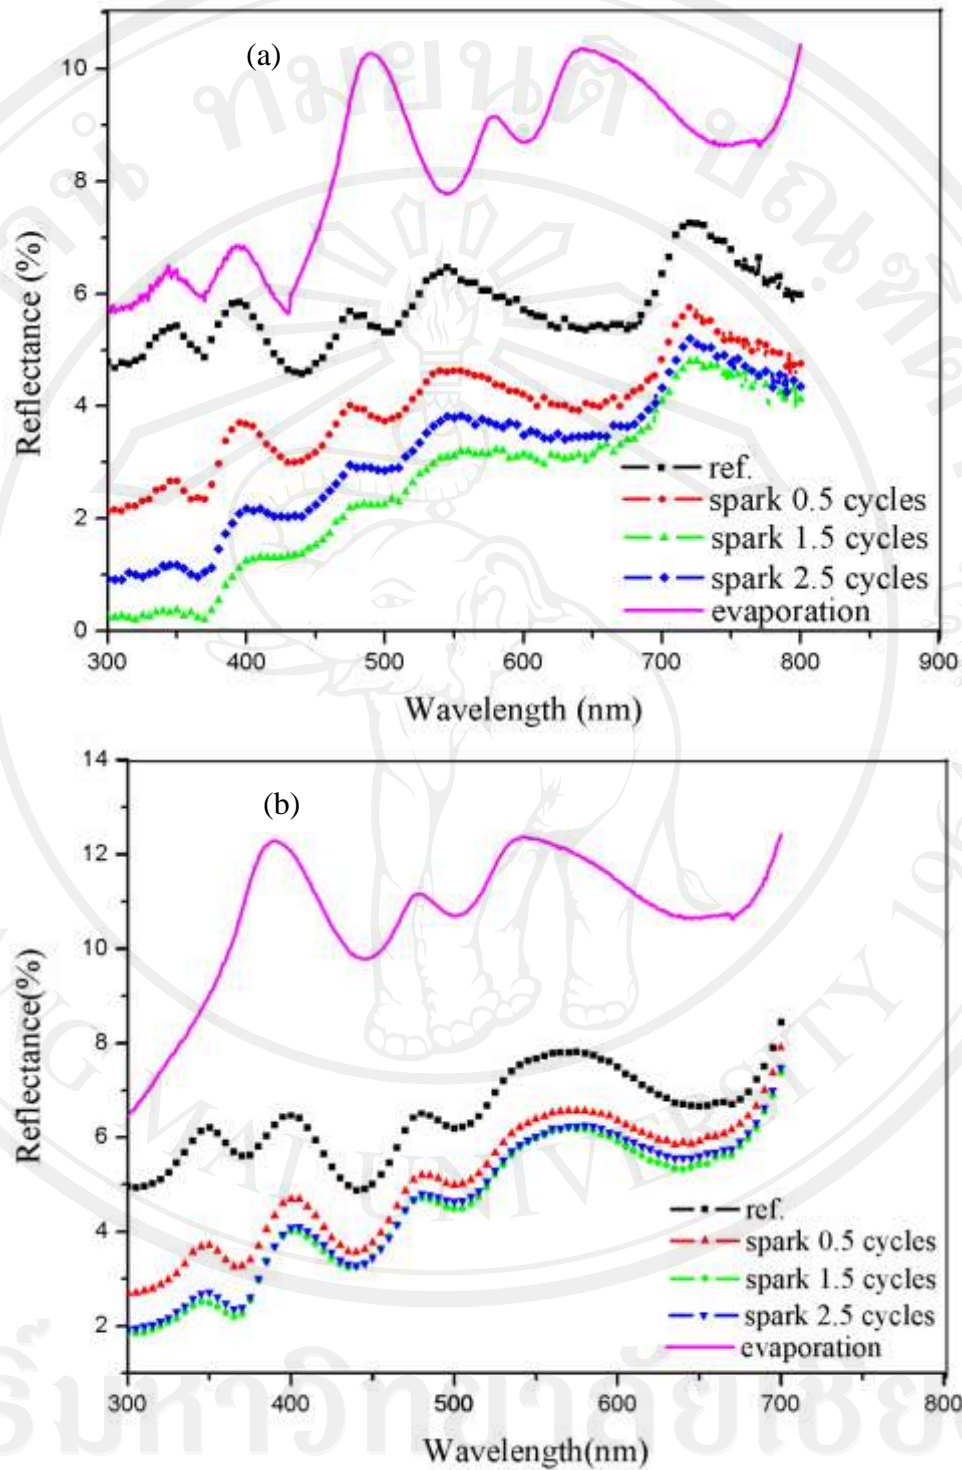 (a)
10
8
6
4
2
0
Reflectance (%)
ref.
spark 0.5 cycles
spark 1.5 cycles
spark 2.5 cycles
evaporation
300 400 500 600 700 800 900
Wavelength (nm)
14
(b)
12
10
8
6
4
2
Reflectance(%)
ref.
spark 0.5 cycles
spark 1.5 cycles
spark 2.5 cycles
evaporation
300 400 500 600 700 800
Wavelength(nm)